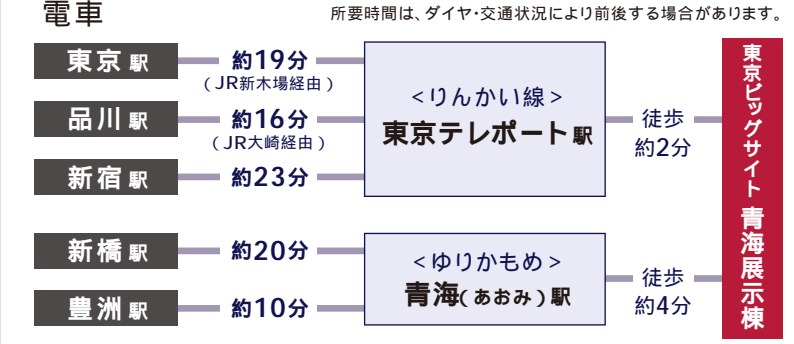 電車
所要時間は、ダイヤ・交通状況により前後する場合があります。
東京駅
約19分
(JR新木場経由)
品川駅
約16分
(JR大崎経由)
新宿駅
約23分
<りんかい線>
東京テレポート駅
徒歩
約2分
新橋駅
約20分
豊洲駅
約10分
<ゆりかもめ>
青海(あおみ)駅
徒歩
約4分
東京ビッグサイト 青海展示棟